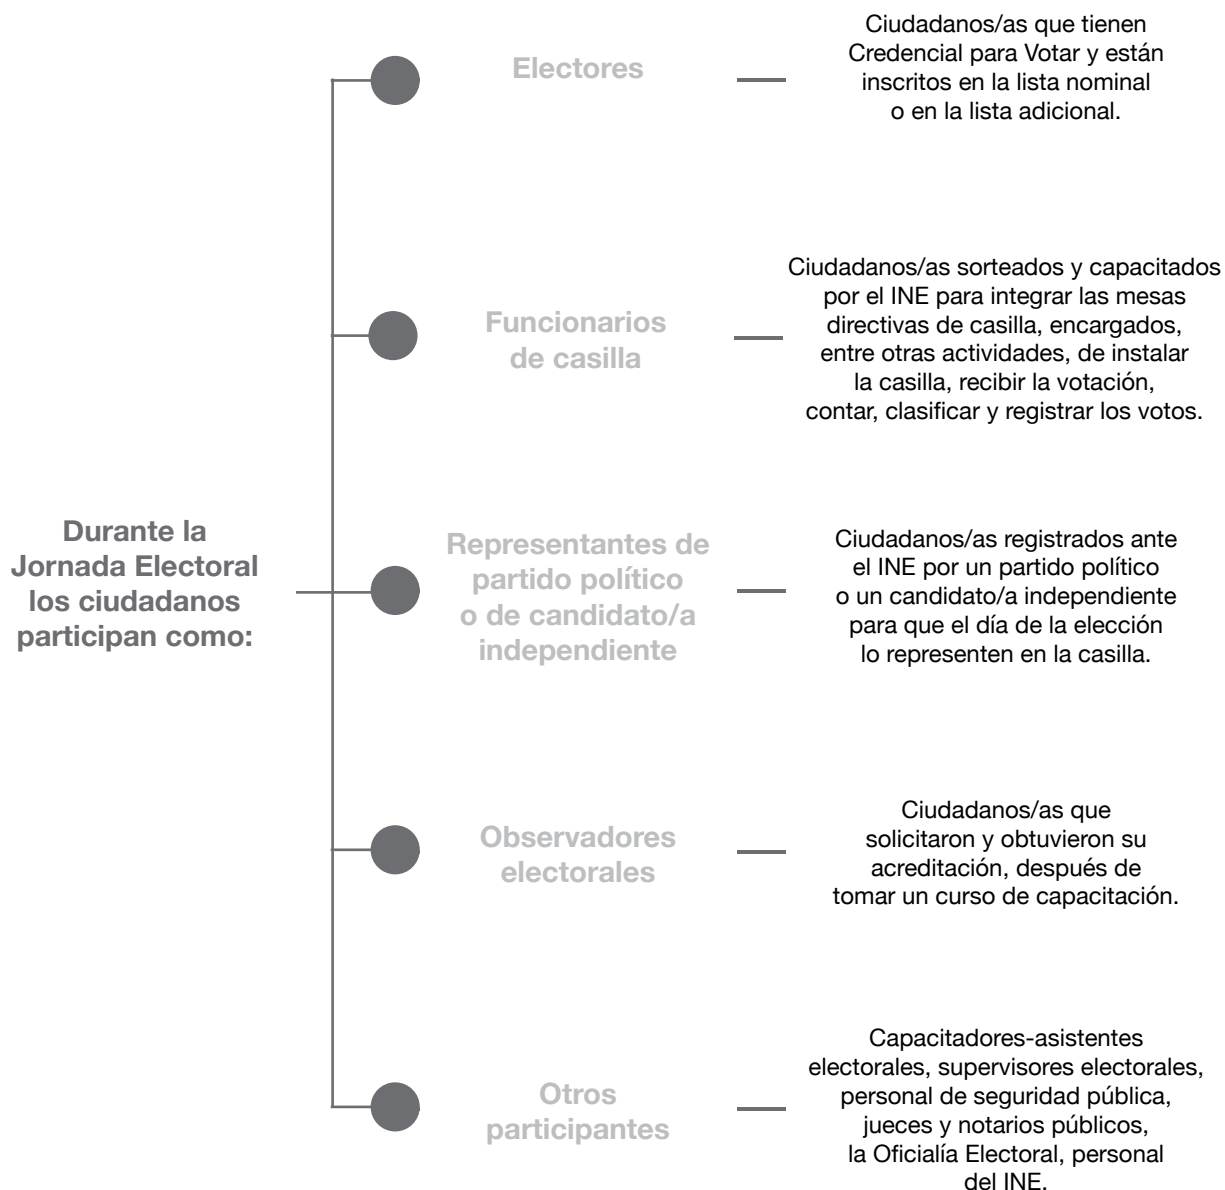 Durante la
Jornada Electoral
los ciudadanos
participan como:
Electores
Ciudadanos/as que tienen
Credencial para Votar y están
inscritos en la lista nominal
o en la lista adicional.
Funcionarios
de casilla
Ciudadanos/as sorteados y capacitados
por el INE para integrar las mesas
directivas de casilla, encargados,
entre otras actividades, de instalar
la casilla, recibir la votación,
contar, clasificar y registrar los votos.
Representantes de
partido político
o de candidato/a
independiente
Ciudadanos/as registrados ante
el INE por un partido político
o un candidato/a independiente
para que el día de la elección
lo representen en la casilla.
Observadores
electorales
Ciudadanos/as que
solicitaron y obtuvieron su
acreditación, después de
tomar un curso de capacitación.
Otros
participantes
Capacitadores-asistentes
electorales, supervisores electorales,
personal de seguridad pública,
jueces y notarios públicos,
la Oficialía Electoral, personal
del INE.